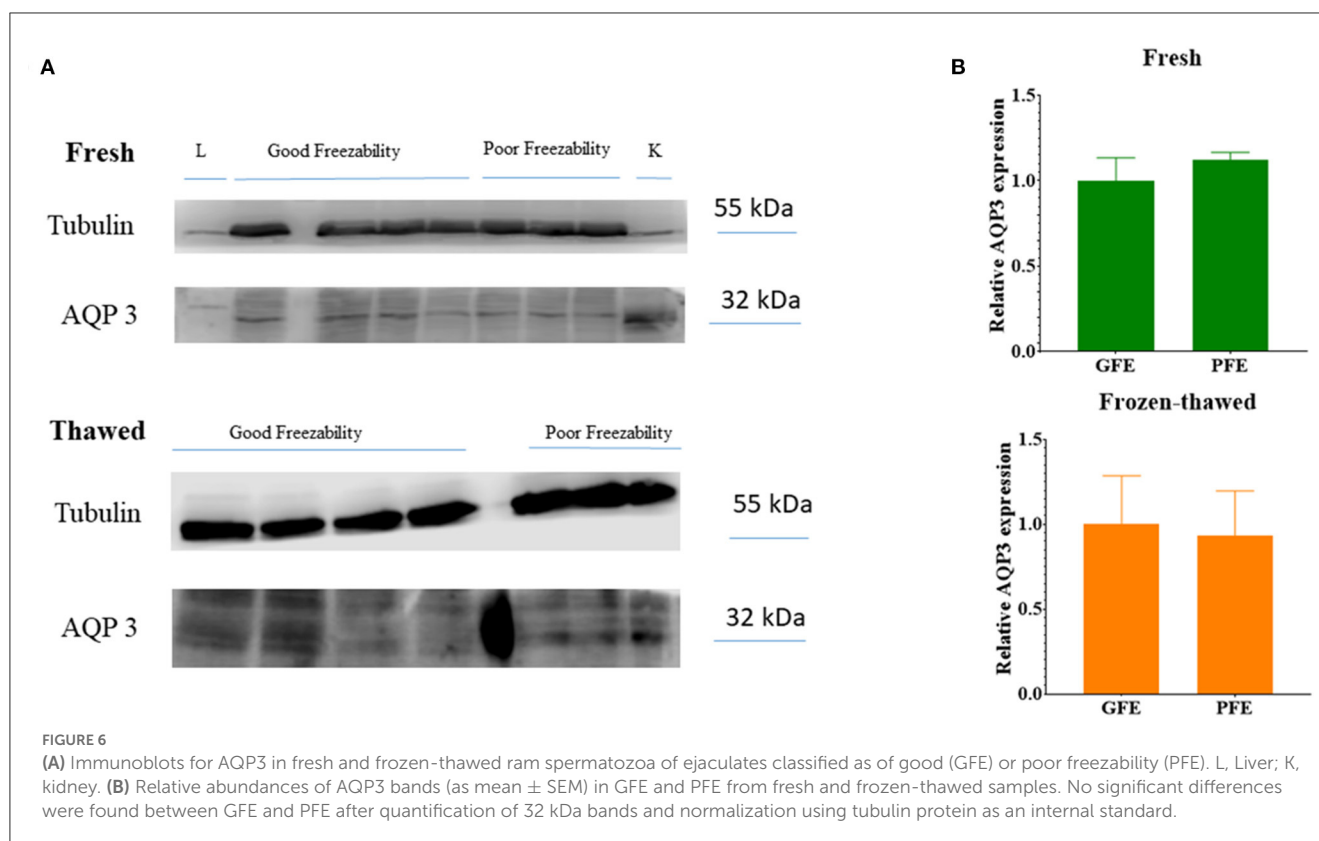 A
Fresh
L
Good Freezability
Poor Freezability
K
Tubulin
55 kDa
AQP 3
32 kDa
Thawed
Good Freezability
Poor Freezability
Tubulin
55 kDa
AQP 3
32 kDa
B
Fresh
Relative AQP3 expression
1.5
1.0
0.5
0.0
GFE
PFE
Frozen-thawed
Relative AQP3 expression
1.5
1.0
0.5
0.0
GFE
PFE
FIGURE 6
(A) Immunoblots for AQP3 in fresh and frozen-thawed ram spermatozoa of ejaculates classified as of good (GFE) or poor freezability (PFE). L, Liver; K,
kidney. (B) Relative abundances of AQP3 bands (as mean ± SEM) in GFE and PFE from fresh and frozen-thawed samples. No significant differences
were found between GFE and PFE after quantification of 32 kDa bands and normalization using tubulin protein as an internal standard.